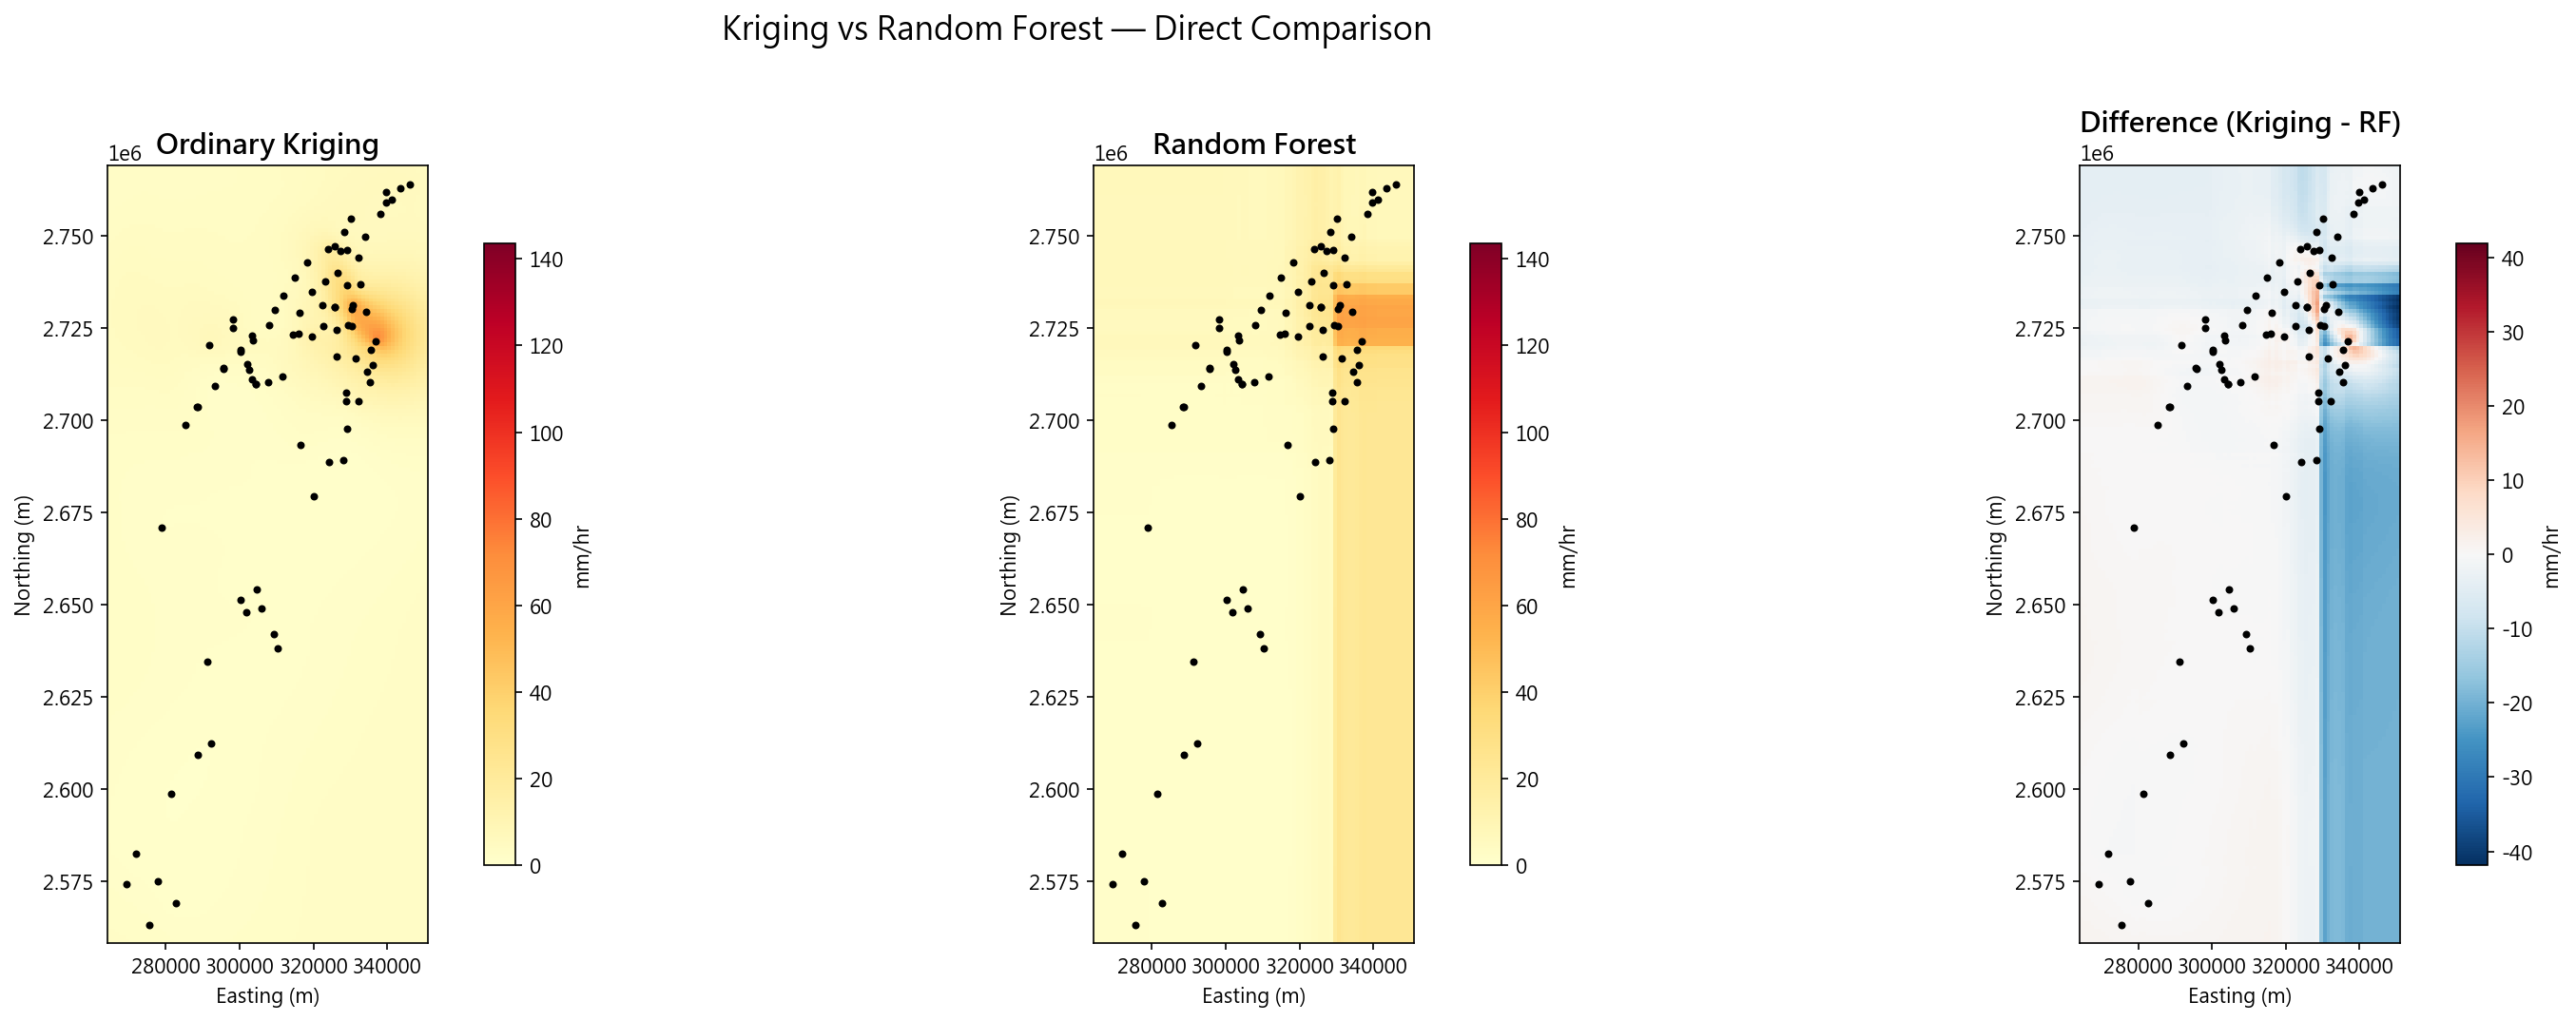 Kriging vs Random Forest — Direct Comparison
Ordinary Kriging
1e6
2.750
2.725
2.700
2.675
2.650
2.625
2.600
2.575
Northing (m)
280000 300000 320000 340000
Easting (m)
140
120
100
80
60
40
20
0
mm/hr
Random Forest
1e6
2.750
2.725
2.700
2.675
2.650
2.625
2.600
2.575
Northing (m)
280000 300000 320000 340000
Easting (m)
140
120
100
80
60
40
20
0
mm/hr
Difference (Kriging - RF)
1e6
2.750
2.725
2.700
2.675
2.650
2.625
2.600
2.575
Northing (m)
280000 300000 320000 340000
Easting (m)
40
30
20
10
0
-10
-20
-30
-40
mm/hr